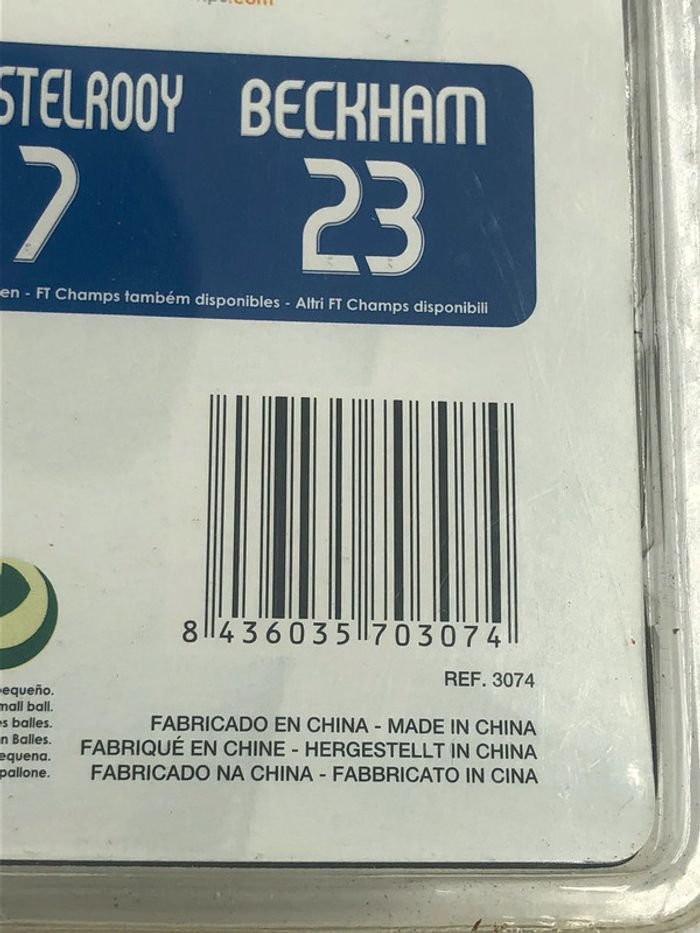 .com
STELROOY BECKHAM
7 23
en - FT Champs também disponibles - Altri FT Champs disponibili
8 436035 703074
REF. 3074
equeño.
mall ball.
s balles.
n Balles.
equena.
pallone.
FABRICADO EN CHINA - MADE IN CHINA
FABRIQUÉ EN CHINE - HERGESTELLT IN CHINA
FABRICADO NA CHINA - FABBRICATO IN CINA